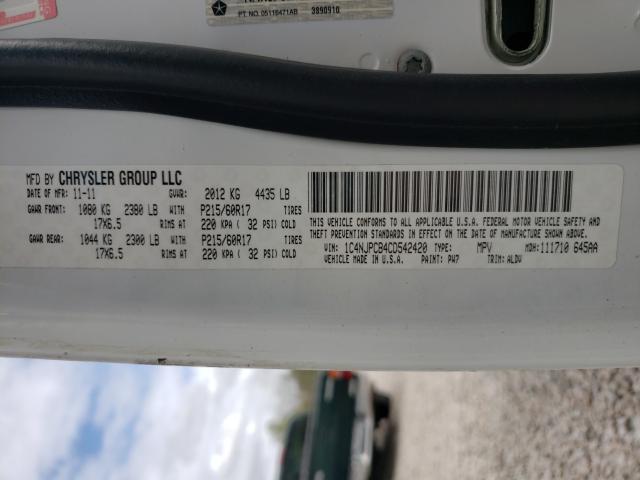 PT. NO. 05116471AB 3890910
MFD BY CHRYSLER GROUP LLC
DATE OF MFR: 11-11 GVWR: 2012 KG 4435 LB
GAWR FRONT: 1080 KG 2380 LB WITH P215/60R17 TIRES
17X6.5 RIMS AT 220 KPA ( 32 PSI) COLD
GAWR REAR: 1044 KG 2300 LB WITH P215/60R17 TIRES
17X6.5 RIMS AT 220 KPA ( 32 PSI) COLD
THIS VEHICLE CONFORMS TO ALL APPLICABLE U.S.A. FEDERAL MOTOR VEHICLE SAFETY AND
THEFT PREVENTION STANDARDS IN EFFECT ON THE DATE OF MANUFACTURE SHOWN ABOVE.
VIN: 1C4NJPCB4CD542420 TYPE: MPV MDH: 111710 645AA
VEHICLE MADE IN U.S.A. PAINT: PW7 TRIM: ALDV